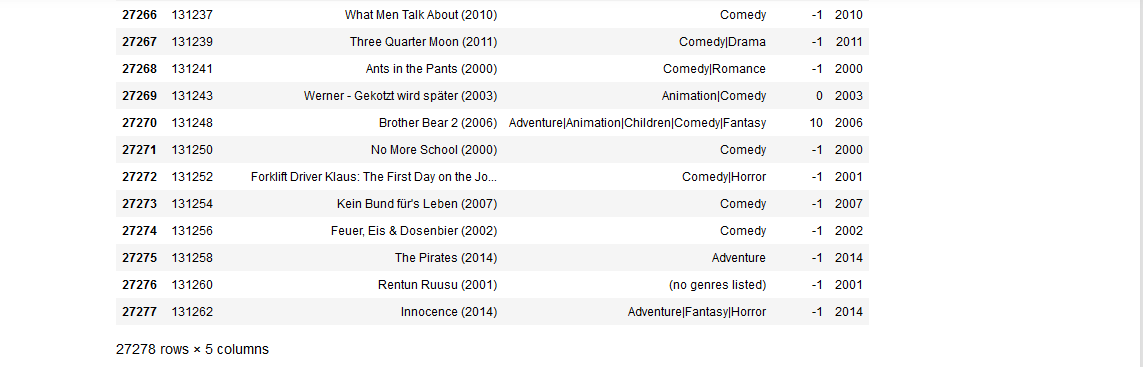 27266 131237 What Men Talk About (2010) Comedy -1 2010
27267 131239 Three Quarter Moon (2011) Comedy|Drama -1 2011
27268 131241 Ants in the Pants (2000) Comedy|Romance -1 2000
27269 131243 Werner - Gekotzt wird später (2003) Animation|Comedy 0 2003
27270 131248 Brother Bear 2 (2006) Adventure|Animation|Children|Comedy|Fantasy 10 2006
27271 131250 No More School (2000) Comedy -1 2000
27272 131252 Forklift Driver Klaus: The First Day on the Jo... Comedy|Horror -1 2001
27273 131254 Kein Bund für's Leben (2007) Comedy -1 2007
27274 131256 Feuer, Eis & Dosenbier (2002) Comedy -1 2002
27275 131258 The Pirates (2014) Adventure -1 2014
27276 131260 Rentun Ruusu (2001) (no genres listed) -1 2001
27277 131262 Innocence (2014) Adventure|Fantasy|Horror -1 2014
27278 rows × 5 columns